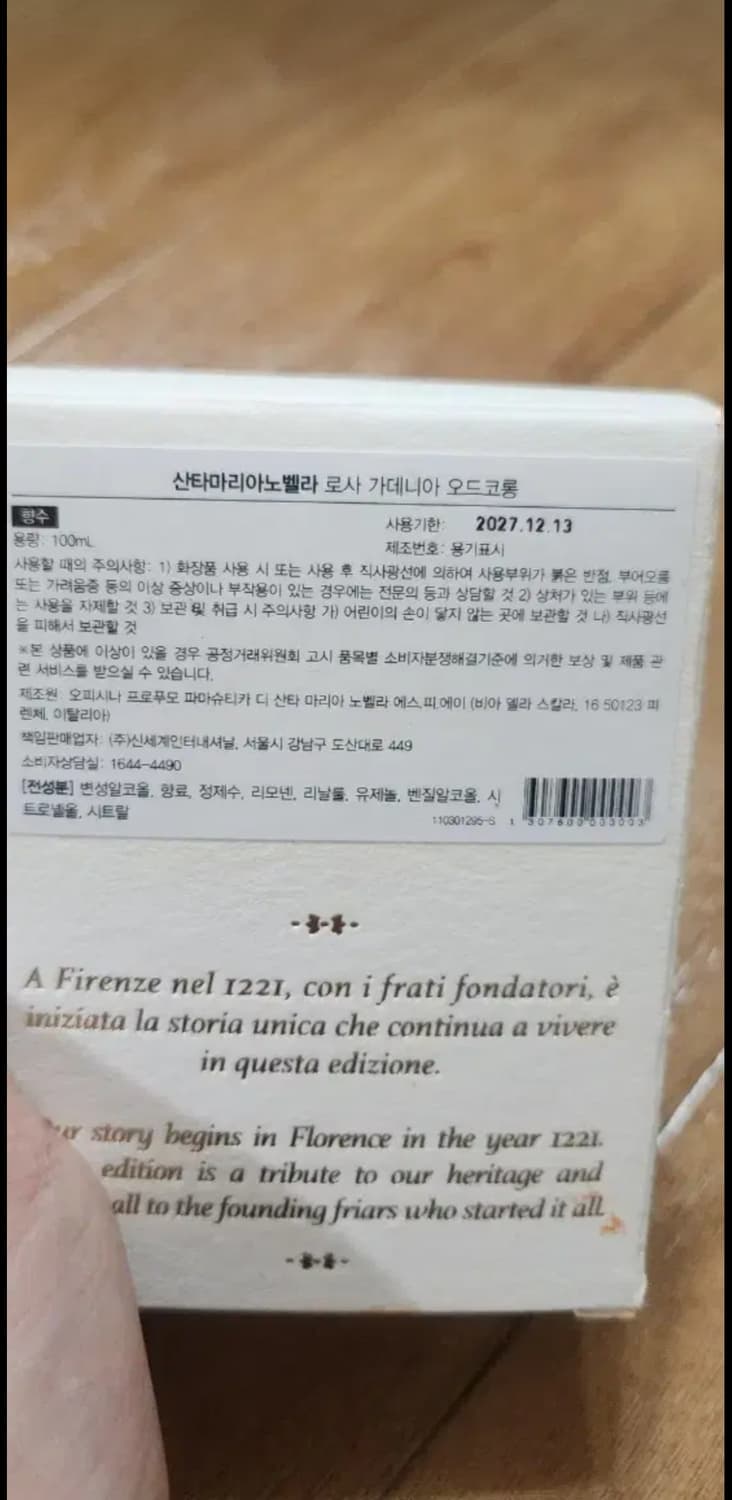 산타마리아노벨라 로사 가데니아 오드코롱
향수
사용기한: 2027.12.13
용량: 100mL
제조번호: 용기표시
사용할 때의 주의사항: 1) 화장품 사용 시 또는 사용 후 직사광선에 의하여 사용부위가 붉은 반점, 부어오름
또는 가려움증 등의 이상 증상이나 부작용이 있는 경우에는 전문의 등과 상담할 것 2) 상처가 있는 부위 등에
는 사용을 자제할 것 3) 보관 및 취급 시 주의사항 가) 어린이의 손이 닿지 않는 곳에 보관할 것 나) 직사광선
을 피해서 보관할 것
※본 상품에 이상이 있을 경우 공정거래위원회 고시 품목별 소비자분쟁해결기준에 의거한 보상 및 제품 관
련 서비스를 받으실 수 있습니다.
제조원: 오피시나 프로푸모 파마슈티카 디 산타 마리아 노벨라 에스.피.에이 (비아 델라 스칼라, 16 50123 피
렌체, 이탈리아)
책임판매업자: (주)신세계인터내셔날, 서울시 강남구 도산대로 449
소비자상담실: 1644-4490
[전성분] 변성알코올, 향료, 정제수, 리모넨, 리날룰, 유제놀, 벤질알코올, 시
트로넬올, 시트랄
110301295-S
A Firenze nel 1221, con i frati fondatori, è
iniziata la storia unica che continua a vivere
in questa edizione.
story begins in Florence in the year 1221.
edition is a tribute to our heritage and
all to the founding friars who started it all.